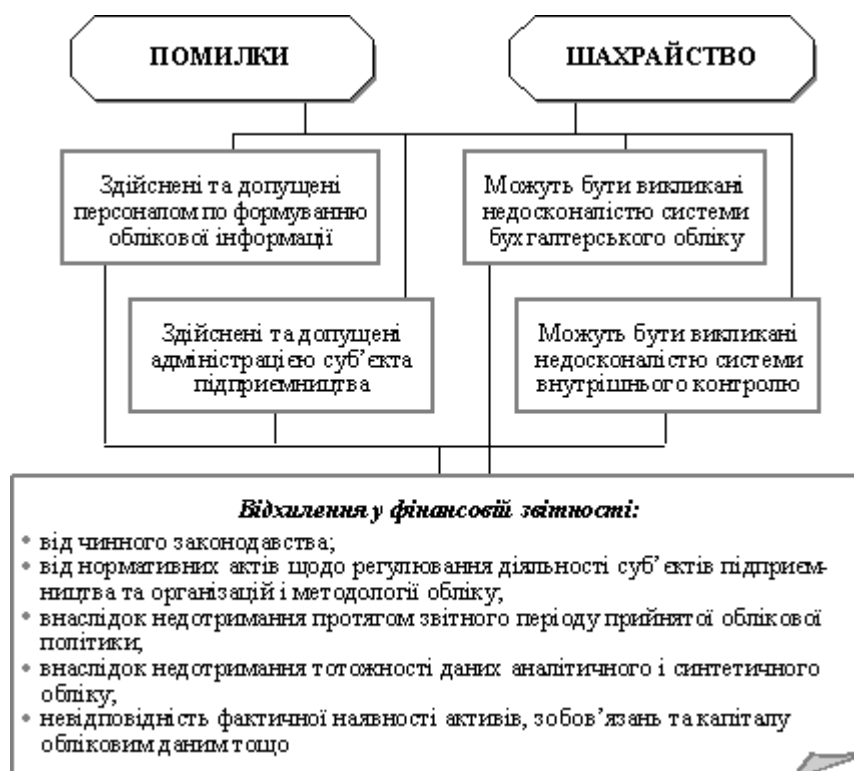 ПОМИЛКИ
ШАХРАЙСТВО
Здійснені та допущені
персоналом по формуванню
облікової інформації
Можуть бути викликані
недосконалістю системи
бухгалтерського обліку
Здійснені та допущені
адміністрацією суб’єкта
підприємництва
Можуть бути викликані
недосконалістю системи
внутрішнього контролю
Відхилення у фінансовій звітності:
• від чинного законодавства;
• від нормативних актів щодо регулювання діяльності суб’єктів підприєм-
ництва та організацій і методології обліку;
• внаслідок недотримання протягом звітного періоду прийнятої облікової
політики;
• внаслідок недотримання тотожності даних аналітичного і синтетичного
обліку;
• невідповідність фактичної наявності активів, зобов’язань та капіталу
обліковим даним тощо